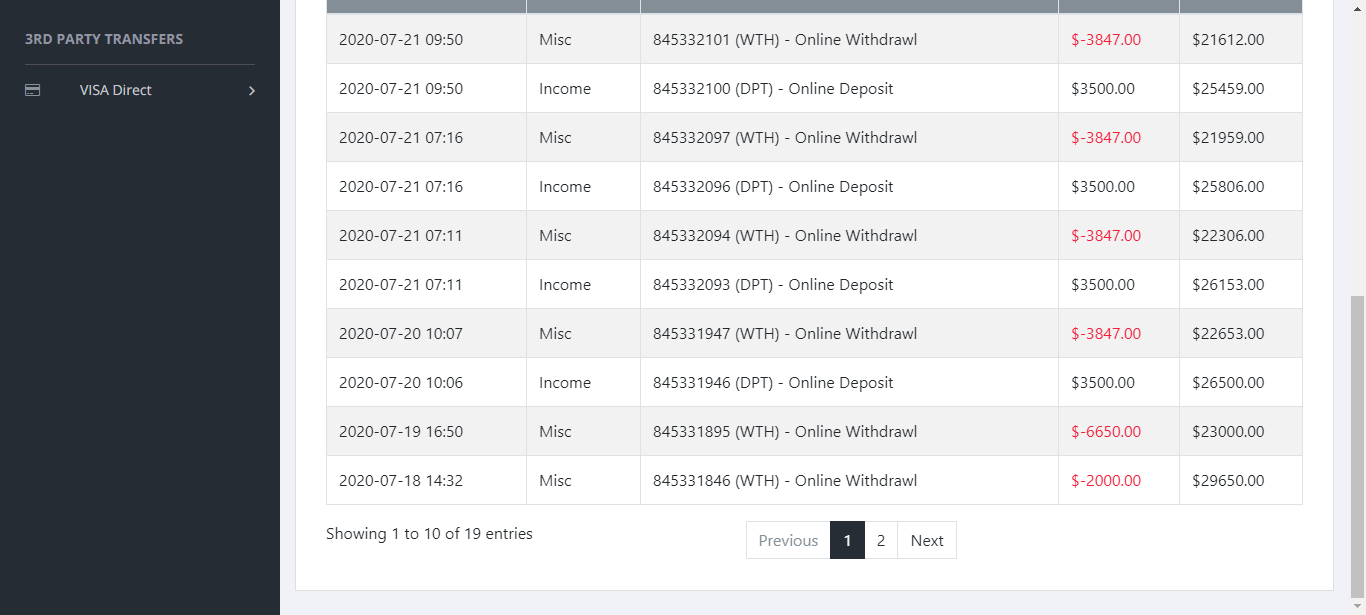 3RD PARTY TRANSFERS
VISA Direct
2020-07-21 09:50 Misc 845332101 (WTH) - Online Withdrawl $-3847.00 $21612.00
2020-07-21 09:50 Income 845332100 (DPT) - Online Deposit $3500.00 $25459.00
2020-07-21 07:16 Misc 845332097 (WTH) - Online Withdrawl $-3847.00 $21959.00
2020-07-21 07:16 Income 845332096 (DPT) - Online Deposit $3500.00 $25806.00
2020-07-21 07:11 Misc 845332094 (WTH) - Online Withdrawl $-3847.00 $22306.00
2020-07-21 07:11 Income 845332093 (DPT) - Online Deposit $3500.00 $26153.00
2020-07-20 10:07 Misc 845331947 (WTH) - Online Withdrawl $-3847.00 $22653.00
2020-07-20 10:06 Income 845331946 (DPT) - Online Deposit $3500.00 $26500.00
2020-07-19 16:50 Misc 845331895 (WTH) - Online Withdrawl $-6650.00 $23000.00
2020-07-18 14:32 Misc 845331846 (WTH) - Online Withdrawl $-2000.00 $29650.00
Showing 1 to 10 of 19 entries
Previous 1 2 Next